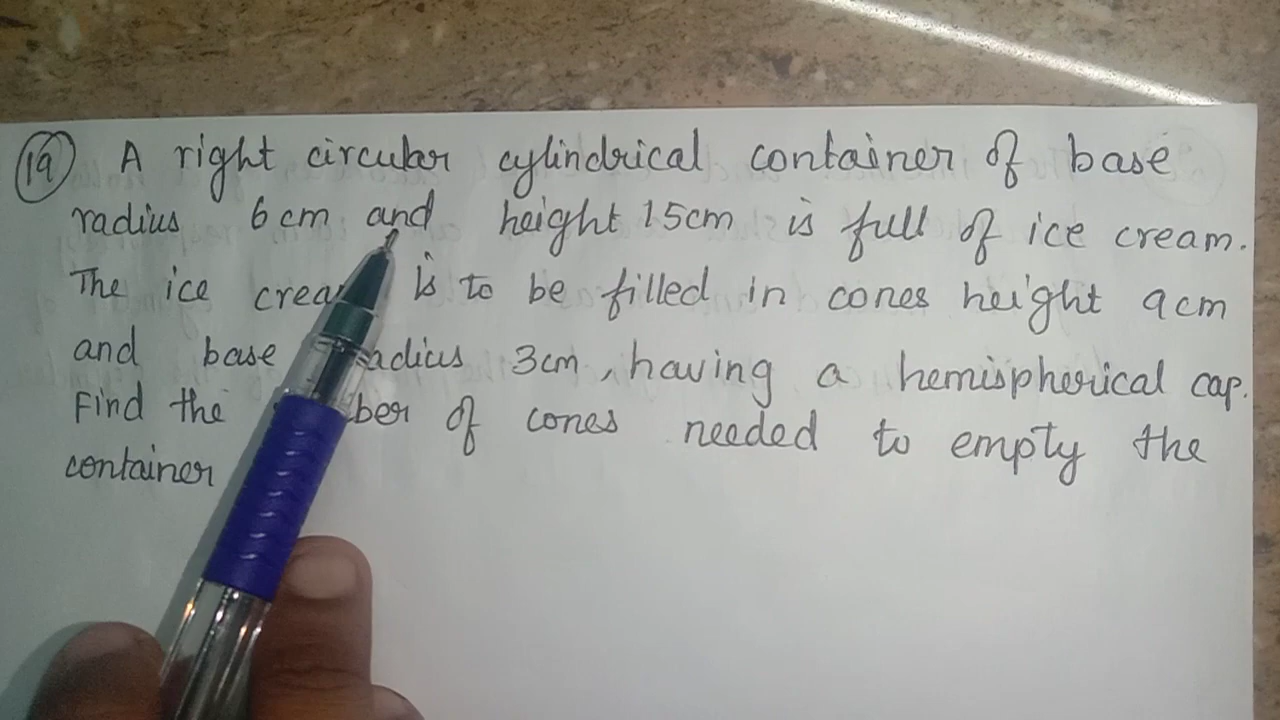 19 A right circular cylindrical container of base
radius 6 cm and height 15cm is full of ice cream.
The ice is to be filled in cones height 9cm
and base 3cm, having a hemispherical cap.
Find the of cones needed to empty the
container